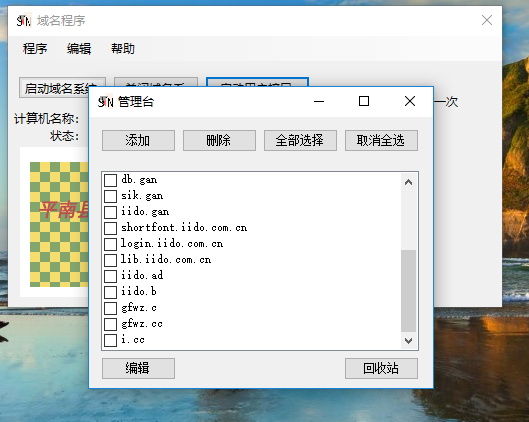 域名程序
程序 编辑 帮助
启动域名系统
一次
计算机名称:
状态:
平南县
管理台
添加 删除 全部选择 取消全选
db.gan
sik.gan
iido.gan
shortfont.iido.com.cn
login.iido.com.cn
lib.iido.com.cn
iido.ad
iido.b
gfwz.c
gfwz.cc
i.cc
编辑 回收站